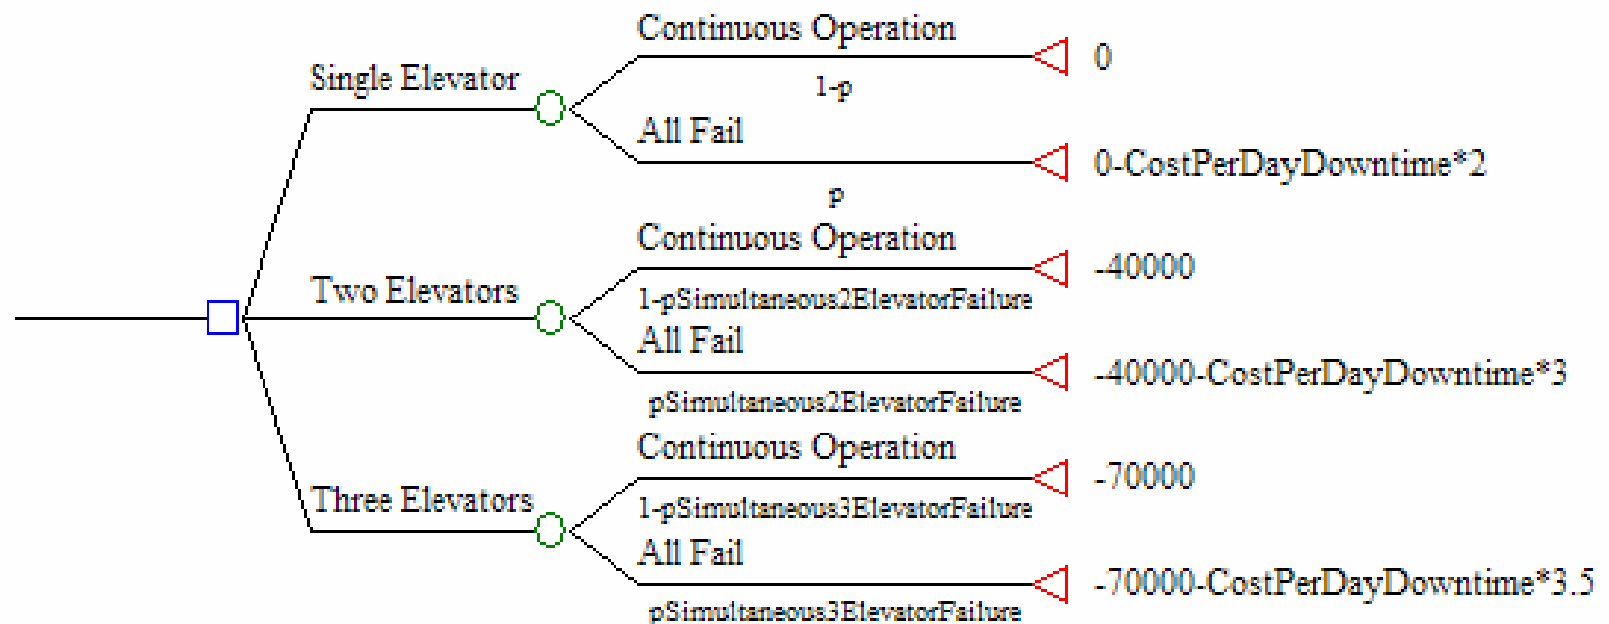 Continuous Operation
0
Single Elevator
1-p
All Fail
0-CostPerDayDowntime*2
p
Continuous Operation
-40000
Two Elevators
1-pSimultaneous2ElevatorFailure
All Fail
-40000-CostPerDayDowntime*3
pSimultaneous2ElevatorFailure
Continuous Operation
-70000
Three Elevators
1-pSimultaneous3ElevatorFailure
All Fail
-70000-CostPerDayDowntime*3.5
pSimultaneous3ElevatorFailure